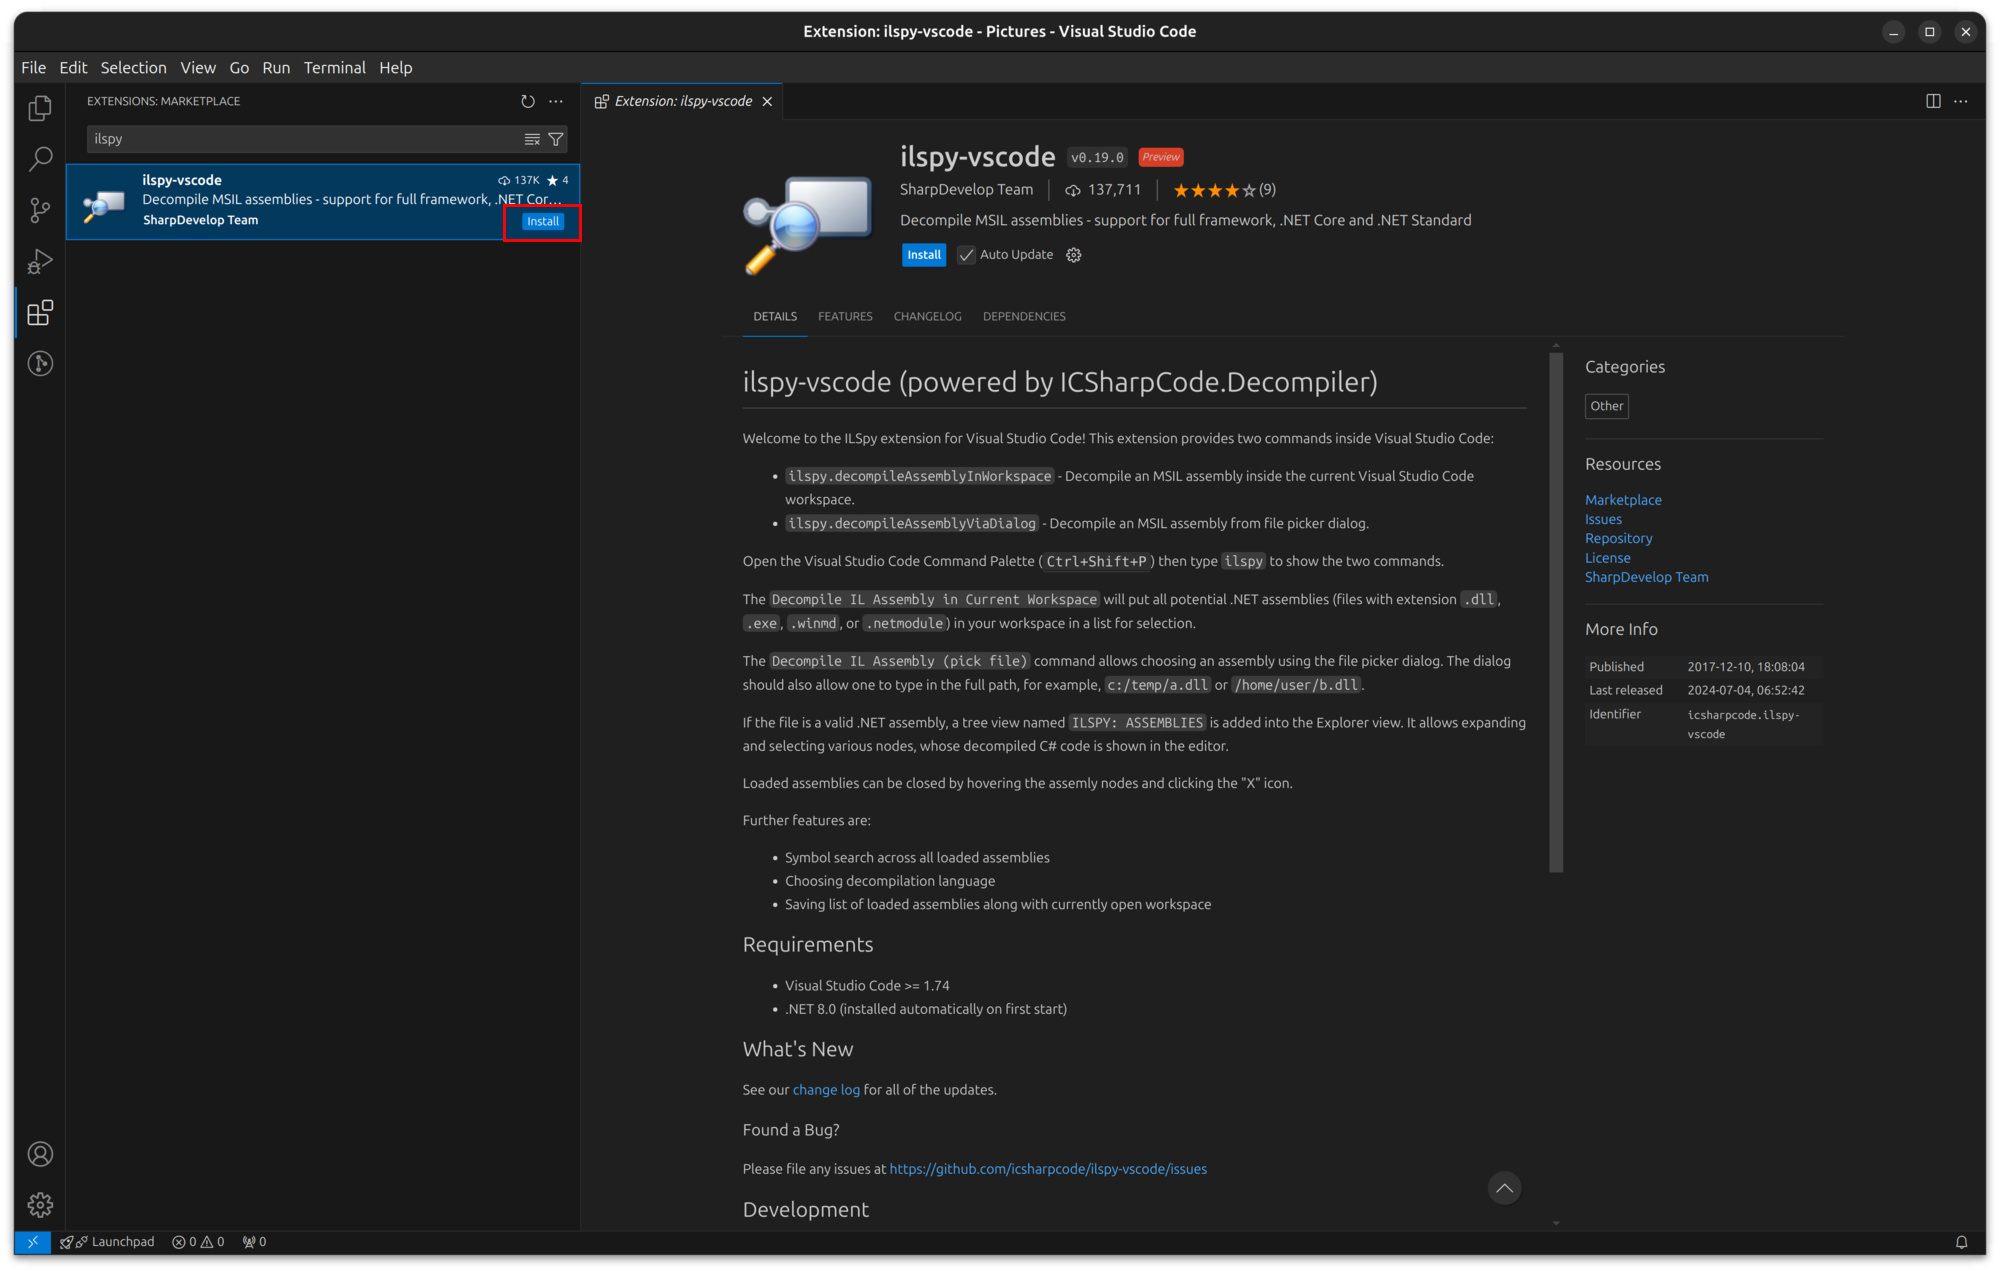 Extension: ilspy-vscode - Pictures - Visual Studio Code
File Edit Selection View Go Run Terminal Help
EXTENSIONS: MARKETPLACE
ilspy
ilspy-vscode 137K 4
Decompile MSIL assemblies - support for full framework, .NET Cor...
SharpDevelop Team Install
Extension: ilspy-vscode
ilspy-vscode v0.19.0 Preview
SharpDevelop Team 137,711 (9)
Decompile MSIL assemblies - support for full framework, .NET Core and .NET Standard
Install Auto Update
DETAILS FEATURES CHANGELOG DEPENDENCIES
ilspy-vscode (powered by ICSharpCode.Decompiler)
Welcome to the ILSpy extension for Visual Studio Code! This extension provides two commands inside Visual Studio Code:
• ilspy.decompileAssemblyInWorkspace - Decompile an MSIL assembly inside the current Visual Studio Code
workspace.
• ilspy.decompileAssemblyViaDialog - Decompile an MSIL assembly from file picker dialog.
Open the Visual Studio Code Command Palette (Ctrl+Shift+P) then type ilspy to show the two commands.
The Decompile IL Assembly in Current Workspace will put all potential .NET assemblies (files with extension .dll,
.exe, .winmd, or .netmodule) in your workspace in a list for selection.
The Decompile IL Assembly (pick file) command allows choosing an assembly using the file picker dialog. The dialog
should also allow one to type in the full path, for example, c:/temp/a.dll or /home/user/b.dll.
If the file is a valid .NET assembly, a tree view named ILSPY: ASSEMBLIES is added into the Explorer view. It allows expanding
and selecting various nodes, whose decompiled C# code is shown in the editor.
Loaded assemblies can be closed by hovering the assemly nodes and clicking the "X" icon.
Further features are:
• Symbol search across all loaded assemblies
• Choosing decompilation language
• Saving list of loaded assemblies along with currently open workspace
Requirements
• Visual Studio Code >= 1.74
• .NET 8.0 (installed automatically on first start)
What's New
See our change log for all of the updates.
Found a Bug?
Please file any issues at https://github.com/icsharpcode/ilspy-vscode/issues
Development
Categories
Other
Resources
Marketplace
Issues
Repository
License
SharpDevelop Team
More Info
Published 2017-12-10, 18:08:04
Last released 2024-07-04, 06:52:42
Identifier icsharpcode.ilspy-
vscode
Launchpad 0 0 0